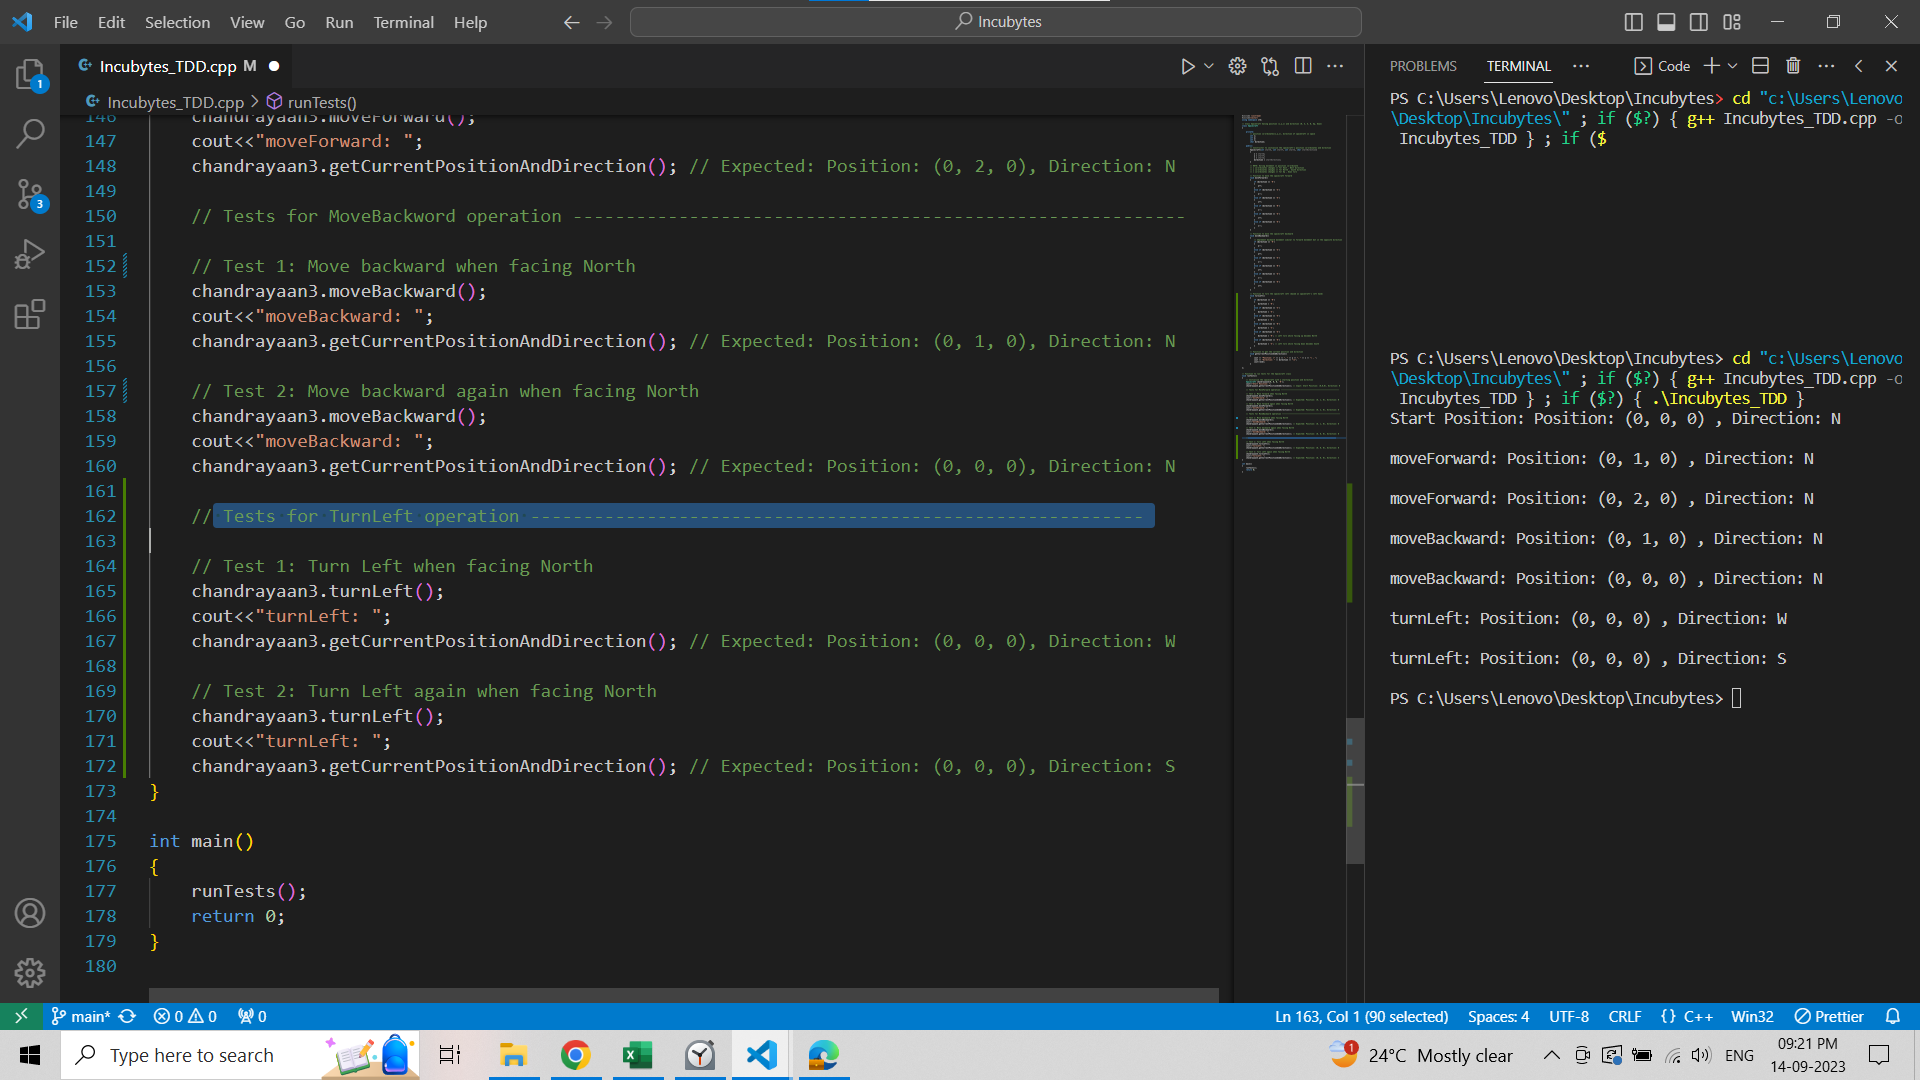 File Edit Selection View Go Run Terminal Help
Incubytes
Incubytes_TDD.cpp M
Incubytes_TDD.cpp > runTests()
146 chandrayaan3.moveForward();
147 cout<<"moveForward: ";
148 chandrayaan3.getCurrentPositionAndDirection(); // Expected: Position: (0, 2, 0), Direction: N
149
150 // Tests for MoveBackword operation ----------------------------------------------------------
151
152 // Test 1: Move backward when facing North
153 chandrayaan3.moveBackward();
154 cout<<"moveBackward: ";
155 chandrayaan3.getCurrentPositionAndDirection(); // Expected: Position: (0, 1, 0), Direction: N
156
157 // Test 2: Move backward again when facing North
158 chandrayaan3.moveBackward();
159 cout<<"moveBackward: ";
160 chandrayaan3.getCurrentPositionAndDirection(); // Expected: Position: (0, 0, 0), Direction: N
161
162 // Tests for TurnLeft operation ----------------------------------------------------------
163
164 // Test 1: Turn Left when facing North
165 chandrayaan3.turnLeft();
166 cout<<"turnLeft: ";
167 chandrayaan3.getCurrentPositionAndDirection(); // Expected: Position: (0, 0, 0), Direction: W
168
169 // Test 2: Turn Left again when facing North
170 chandrayaan3.turnLeft();
171 cout<<"turnLeft: ";
172 chandrayaan3.getCurrentPositionAndDirection(); // Expected: Position: (0, 0, 0), Direction: S
173 }
174
175 int main()
176 {
177 runTests();
178 return 0;
179 }
180
PROBLEMS TERMINAL ··· Code
PS C:\Users\Lenovo\Desktop\Incubytes> cd "c:\Users\Lenovo
\Desktop\Incubytes\" ; if ($?) { g++ Incubytes_TDD.cpp -o
Incubytes_TDD } ; if ($
PS C:\Users\Lenovo\Desktop\Incubytes> cd "c:\Users\Lenovo
\Desktop\Incubytes\" ; if ($?) { g++ Incubytes_TDD.cpp -o
Incubytes_TDD } ; if ($?) { .\Incubytes_TDD }
Start Position: Position: (0, 0, 0) , Direction: N
moveForward: Position: (0, 1, 0) , Direction: N
moveForward: Position: (0, 2, 0) , Direction: N
moveBackward: Position: (0, 1, 0) , Direction: N
moveBackward: Position: (0, 0, 0) , Direction: N
turnLeft: Position: (0, 0, 0) , Direction: W
turnLeft: Position: (0, 0, 0) , Direction: S
PS C:\Users\Lenovo\Desktop\Incubytes>
1
3
main* 0 0 0
Ln 163, Col 1 (90 selected) Spaces: 4 UTF-8 CRLF {} C++ Win32 Prettier
Type here to search
1 24°C Mostly clear ENG 09:21 PM
14-09-2023